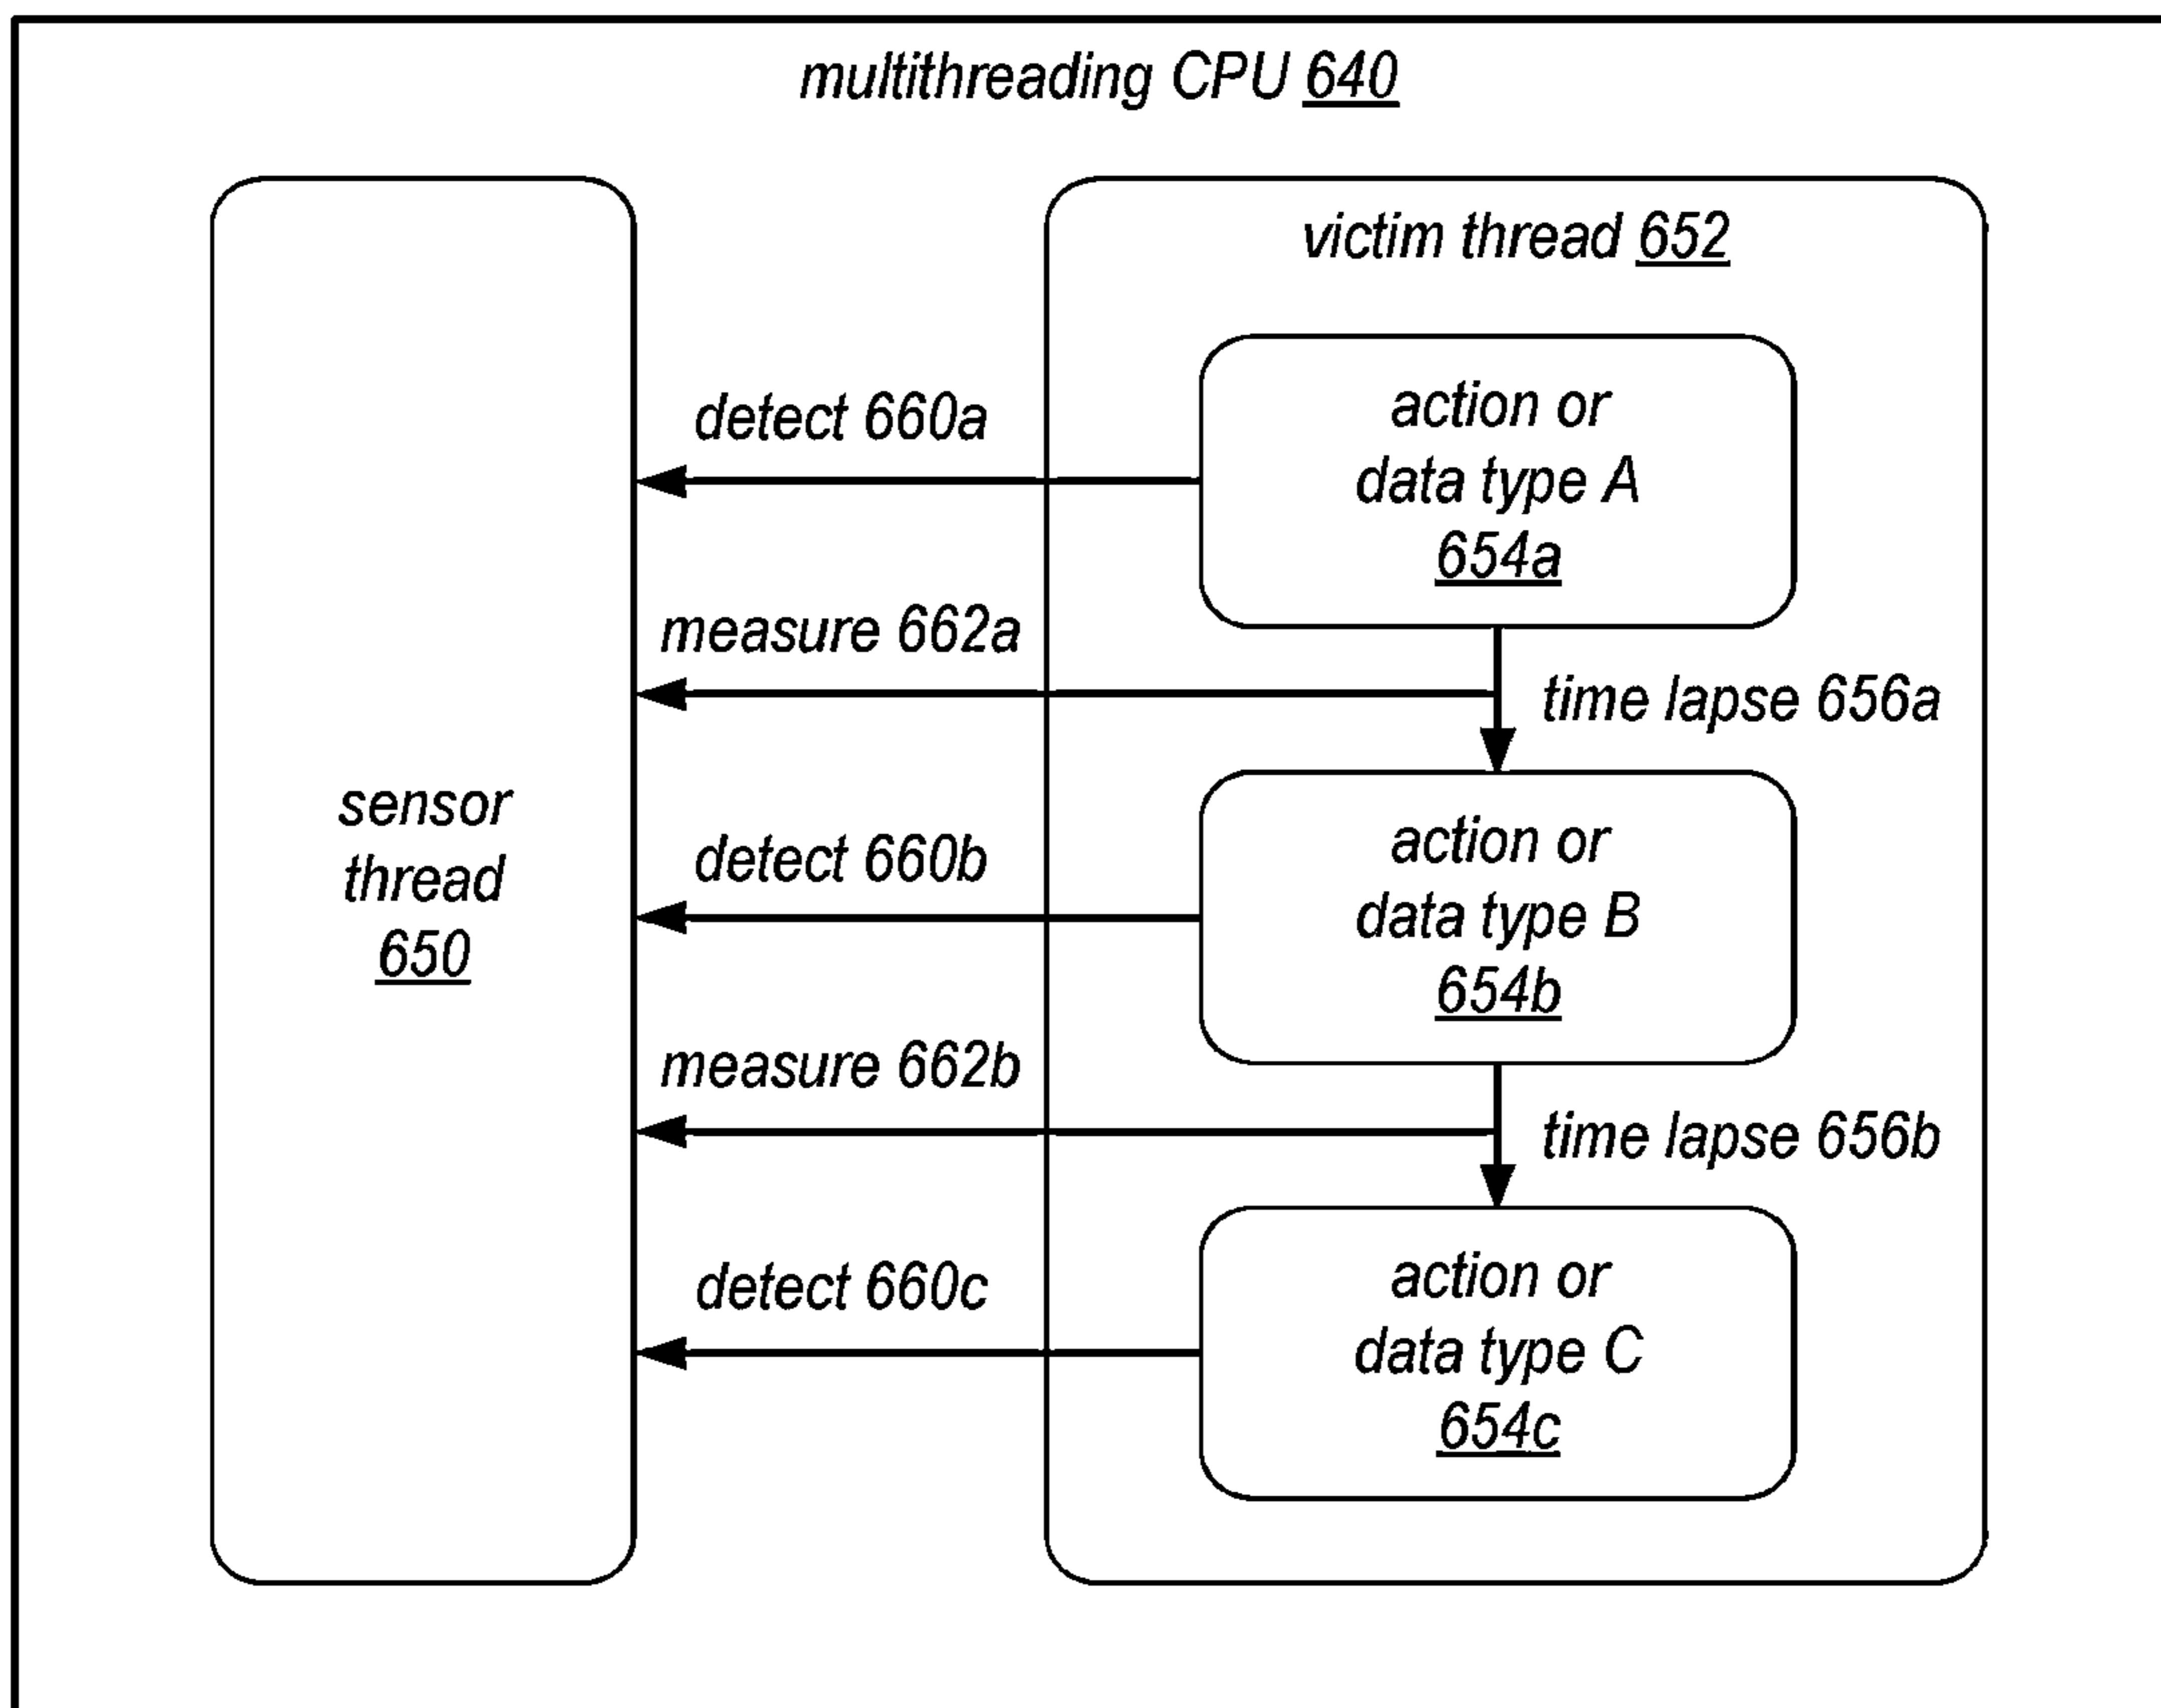 multithreading CPU 640
victim thread 652
action or
data type A
654a
detect 660a
measure 662a
time lapse 656a
sensor
thread
650
detect 660b
action or
data type B
654b
measure 662b
time lapse 656b
detect 660c
action or
data type C
654c